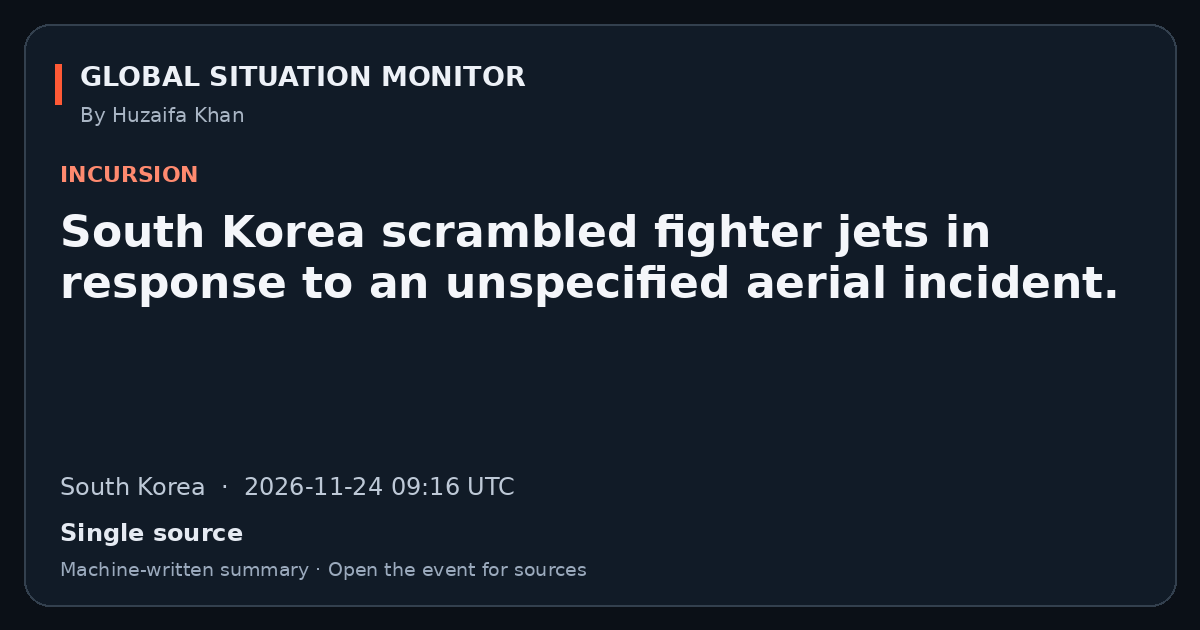 GLOBAL SITUATION MONITOR
By Huzaifa Khan
INCURSION
South Korea scrambled fighter jets in
response to an unspecified aerial incident.
South Korea · 2026-11-24 09:16 UTC
Single source
Machine-written summary · Open the event for sources